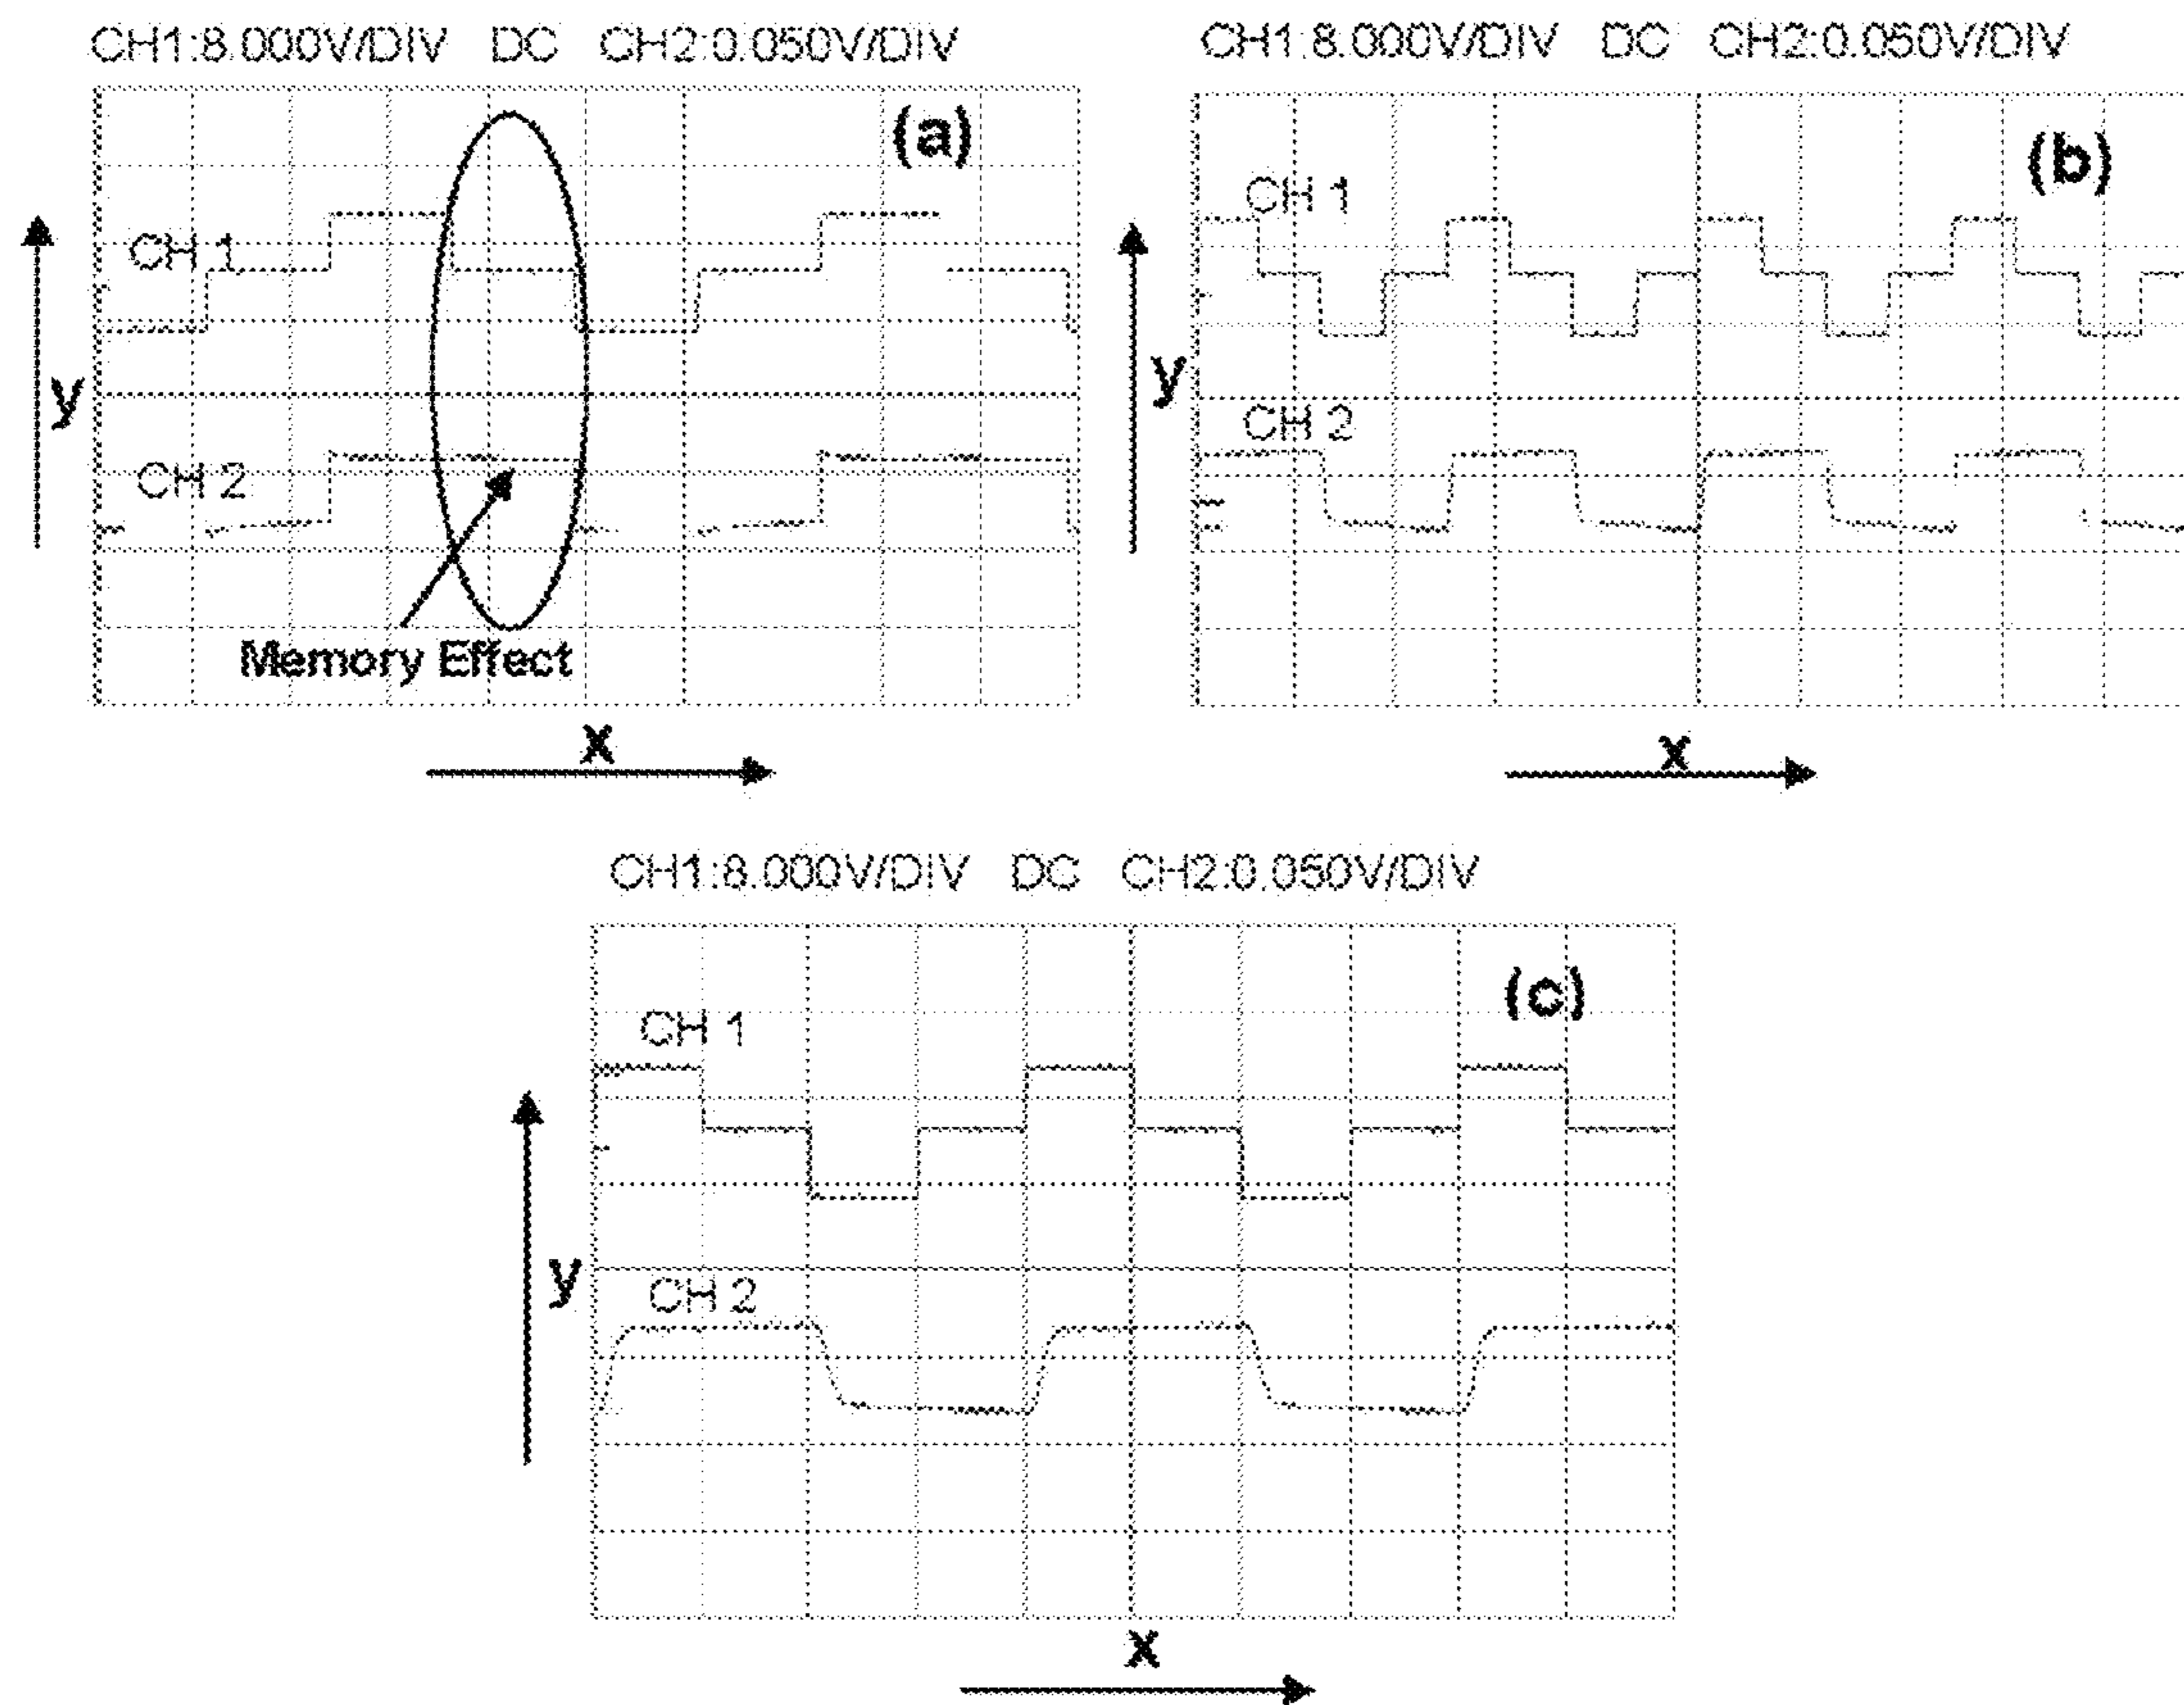 CH1:8.000V/DIV DC CH2:0.050V/DIV
(a)
CH 1
y
CH 2
Memory Effect
x
CH1:8.000V/DIV DC CH2:0.050V/DIV
(b)
CH 1
y
CH 2
x
CH1:8.000V/DIV DC CH2:0.050V/DIV
(c)
CH 1
y
CH 2
x